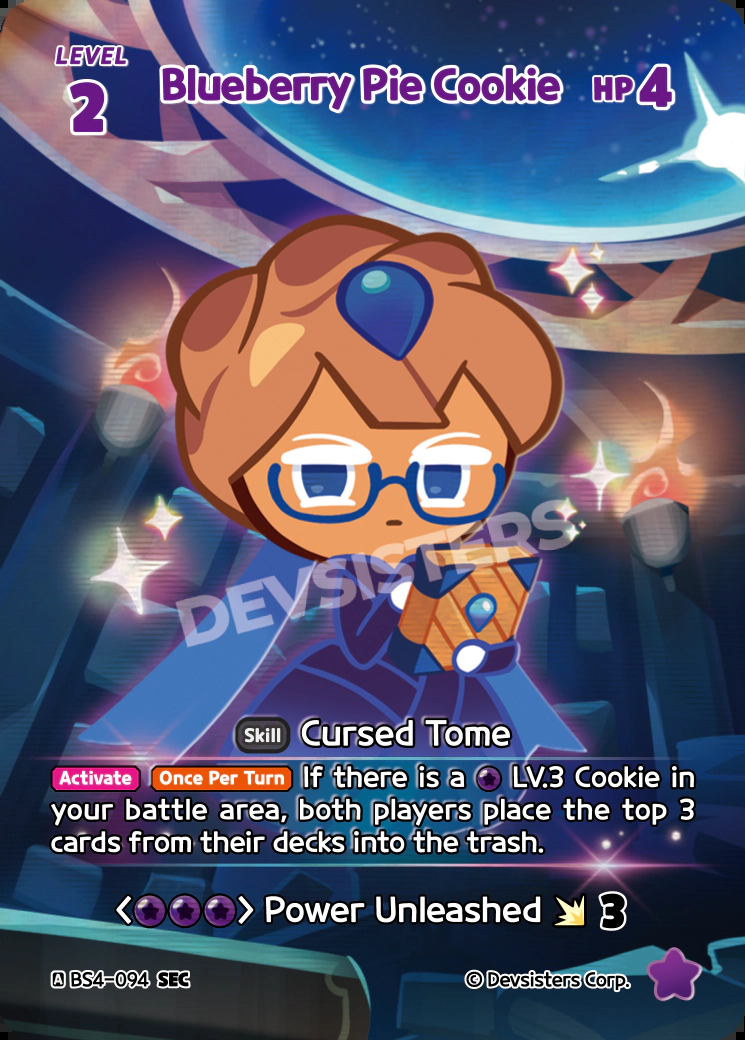 LEVEL
2
Blueberry Pie Cookie
HP 4
DEVSISTERS
Skill Cursed Tome
Activate Once Per Turn If there is a LV.3 Cookie in
your battle area, both players place the top 3
cards from their decks into the trash.
< > Power Unleashed 3
A BS4-094 SEC
© Devsisters Corp.